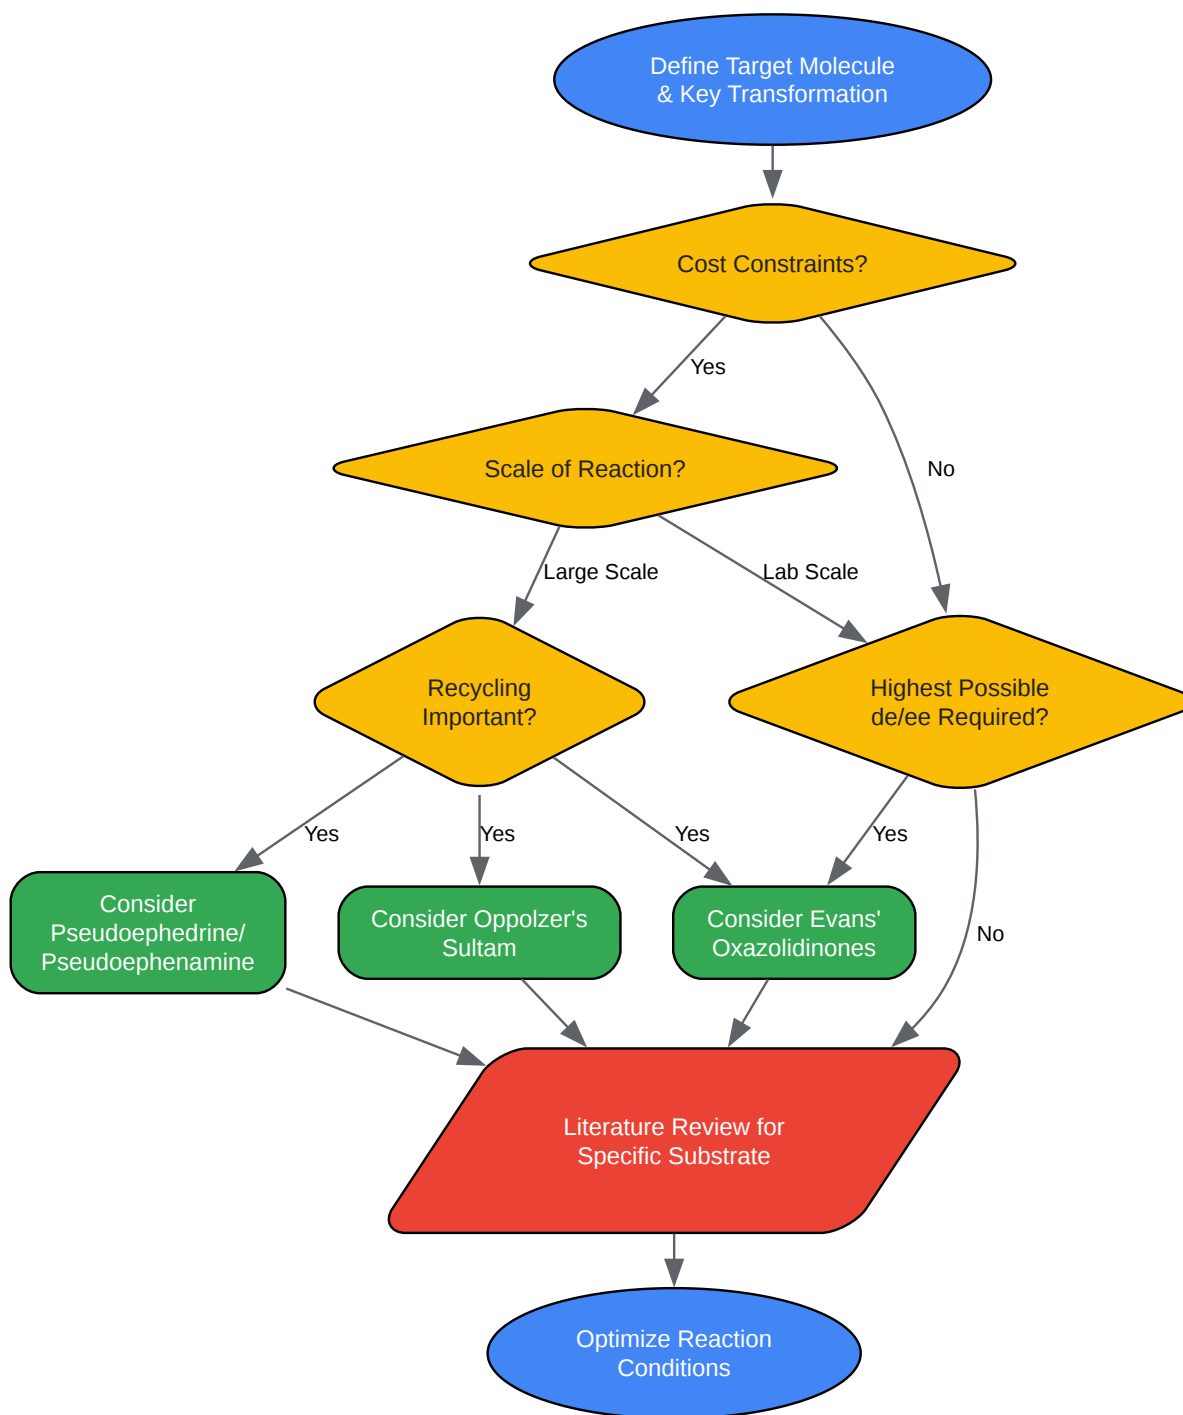 Define Target Molecule
& Key Transformation
Cost Constraints?
Yes
No
Scale of Reaction?
Large Scale
Lab Scale
Recycling
Important?
Highest Possible
de/ee Required?
Yes
Yes
Yes
Yes
No
Consider
Pseudoephedrine/
Pseudoephenamine
Consider Oppolzer's
Sultam
Consider Evans'
Oxazolidinones
Literature Review for
Specific Substrate
Optimize Reaction
Conditions